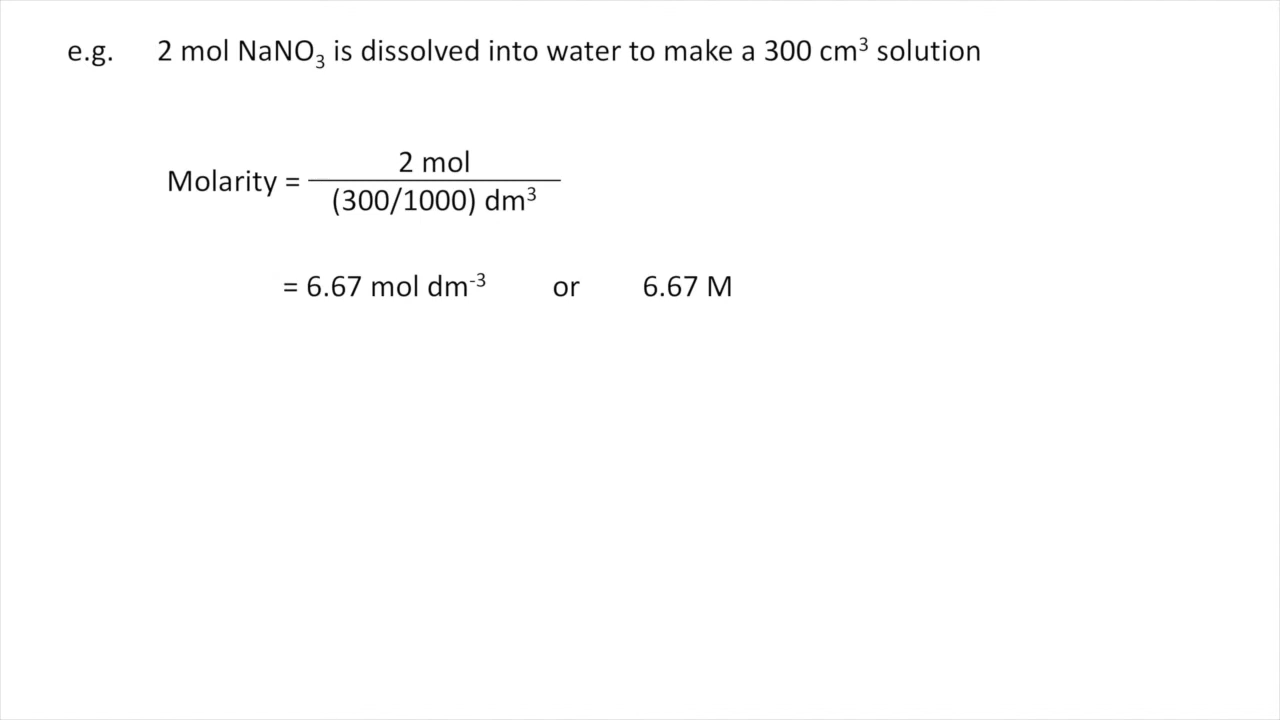 e.g. 2 mol NaNO₃ is dissolved into water to make a 300 cm³ solution
2 mol
Molarity =
(300/1000) dm³
= 6.67 mol dm⁻³ or 6.67 M